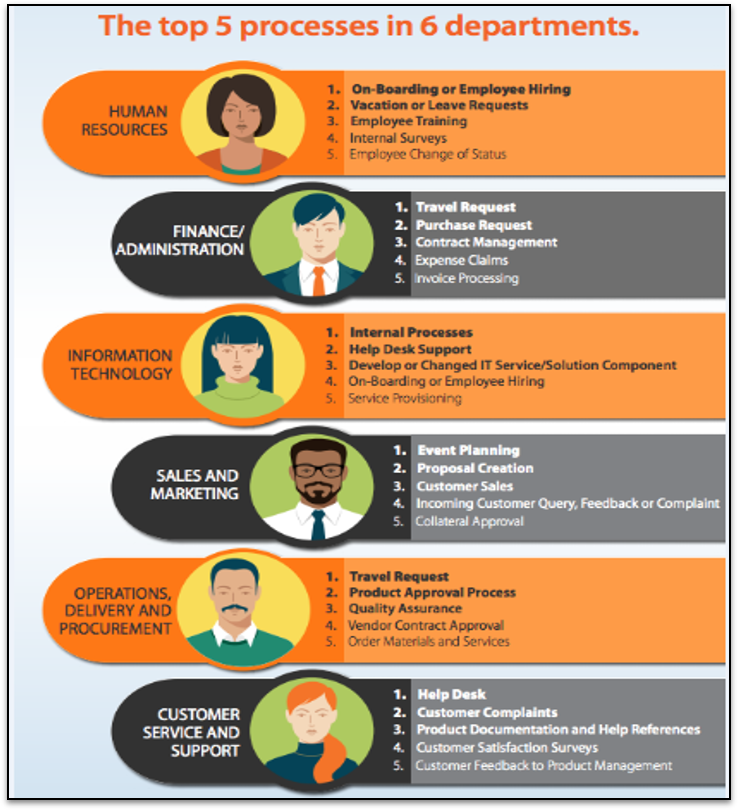 The top 5 processes in 6 departments.
HUMAN
RESOURCES
1. On-Boarding or Employee Hiring
2. Vacation or Leave Requests
3. Employee Training
4. Internal Surveys
5. Employee Change of Status
FINANCE/
ADMINISTRATION
1. Travel Request
2. Purchase Request
3. Contract Management
4. Expense Claims
5. Invoice Processing
INFORMATION
TECHNOLOGY
1. Internal Processes
2. Help Desk Support
3. Develop or Changed IT Service/Solution Component
4. On-Boarding or Employee Hiring
5. Service Provisioning
SALES AND
MARKETING
1. Event Planning
2. Proposal Creation
3. Customer Sales
4. Incoming Customer Query, Feedback or Complaint
5. Collateral Approval
OPERATIONS,
DELIVERY AND
PROCUREMENT
1. Travel Request
2. Product Approval Process
3. Quality Assurance
4. Vendor Contract Approval
5. Order Materials and Services
CUSTOMER
SERVICE AND
SUPPORT
1. Help Desk
2. Customer Complaints
3. Product Documentation and Help References
4. Customer Satisfaction Surveys
5. Customer Feedback to Product Management